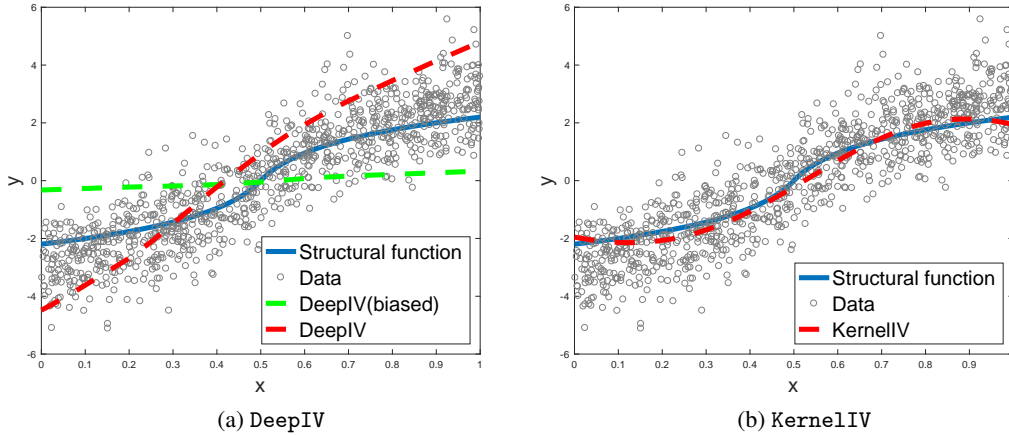 6
4
2
0
-2
-4
-6
y
0 0.1 0.2 0.3 0.4 0.5 0.6 0.7 0.8 0.9 1
x
Structural function
Data
DeepIV(biased)
DeepIV
(a) DeepIV
6
4
2
0
-2
-4
-6
y
0 0.1 0.2 0.3 0.4 0.5 0.6 0.7 0.8 0.9 1
x
Structural function
Data
KernelIV
(b) KernelIV